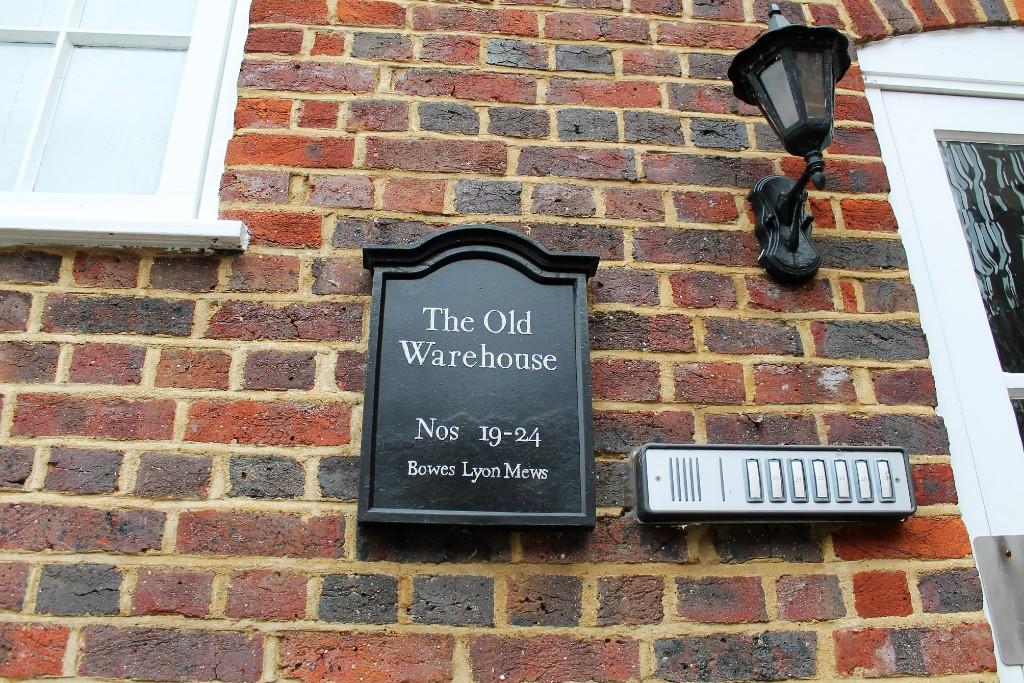 The Old
Warehouse
Nos 19-24
Bowes Lyon Mews